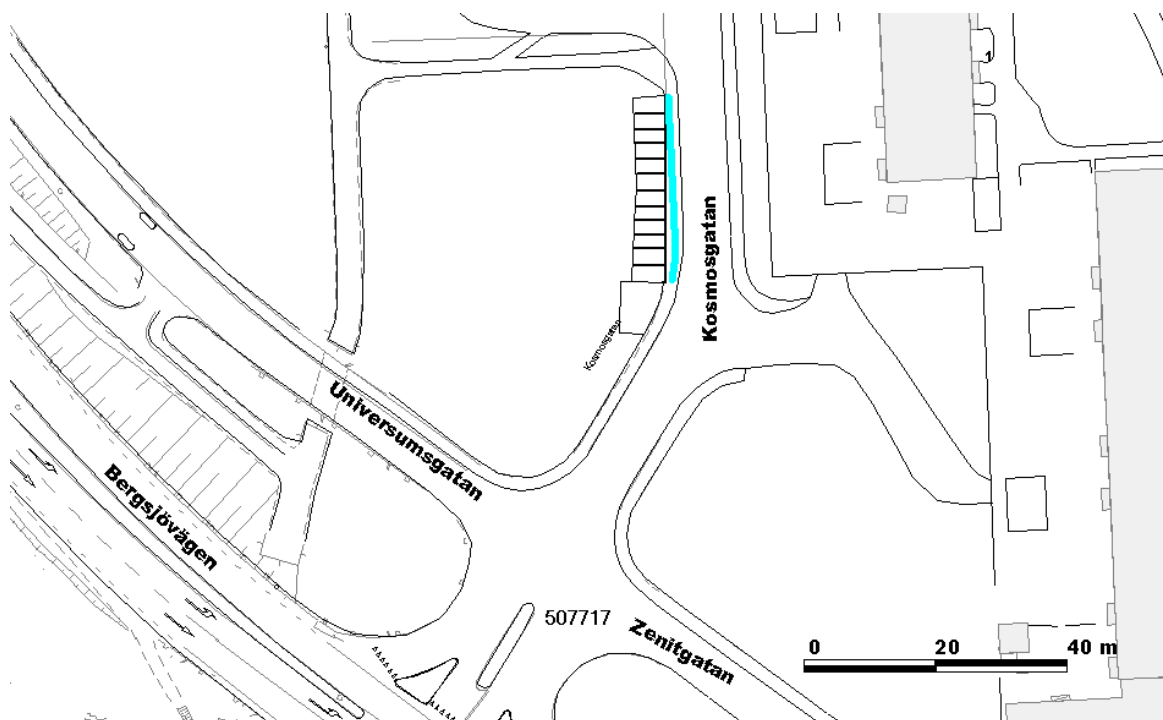 1
Kosmosgatan
Kosmosgatan
Universumsgatan
Bergsjövägen
507717
Zenitgatan
0 20 40 m